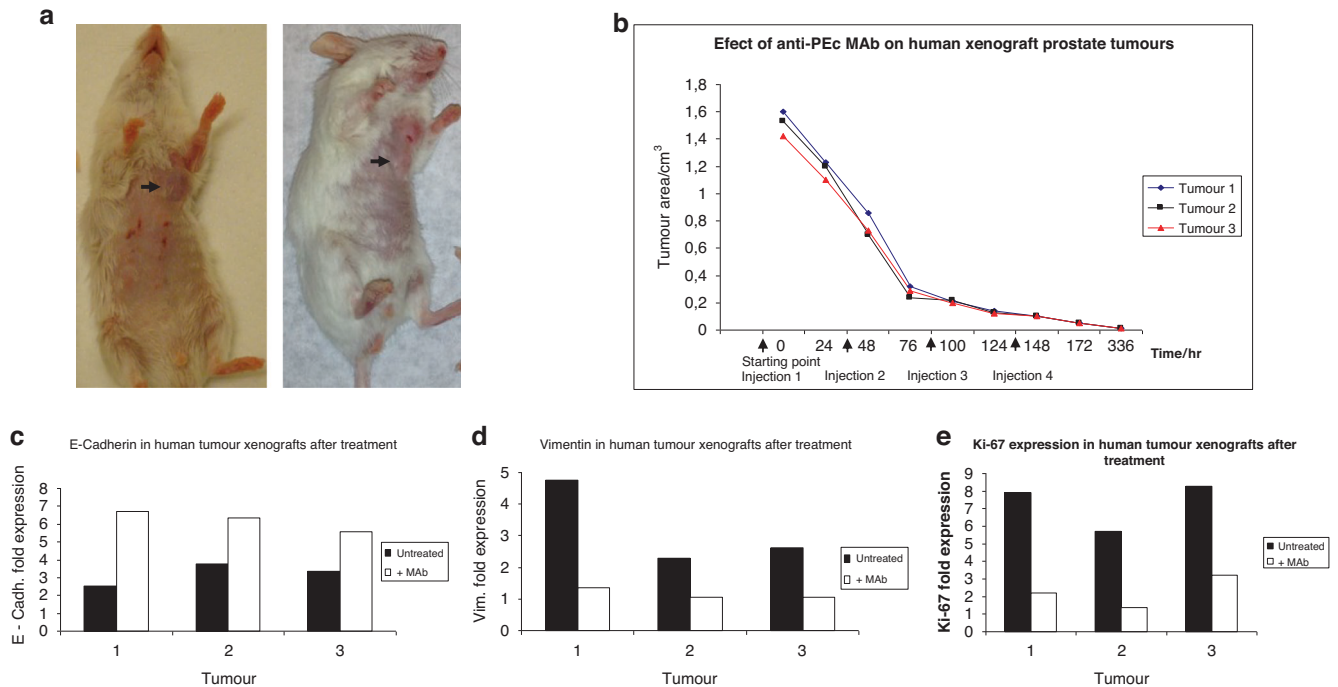 a
b
Efect of anti-PEc MAb on human xenograft prostate tumours
Tumour area/cm³
1,8
1,6
1,4
1,2
1
0,8
0,6
0,4
0,2
0
0 24 48 76 100 124 148 172 336
Time/hr
Starting point
Injection 1 Injection 2 Injection 3 Injection 4
Tumour 1
Tumour 2
Tumour 3
c
E-Cadherin in human tumour xenografts after treatment
E - Cadh. fold expression
8
7
6
5
4
3
2
1
0
1 2 3
Tumour
Untreated
+ MAb
d
Vimentin in human tumour xenografts after treatment
Vim. fold expression
5
4
3
2
1
0
1 2 3
Tumour
Untreated
+ MAb
e
Ki-67 expression in human tumour xenografts after
treatment
Ki-67 fold expression
9
8
7
6
5
4
3
2
1
0
1 2 3
Tumour
Untreated
+ MAb